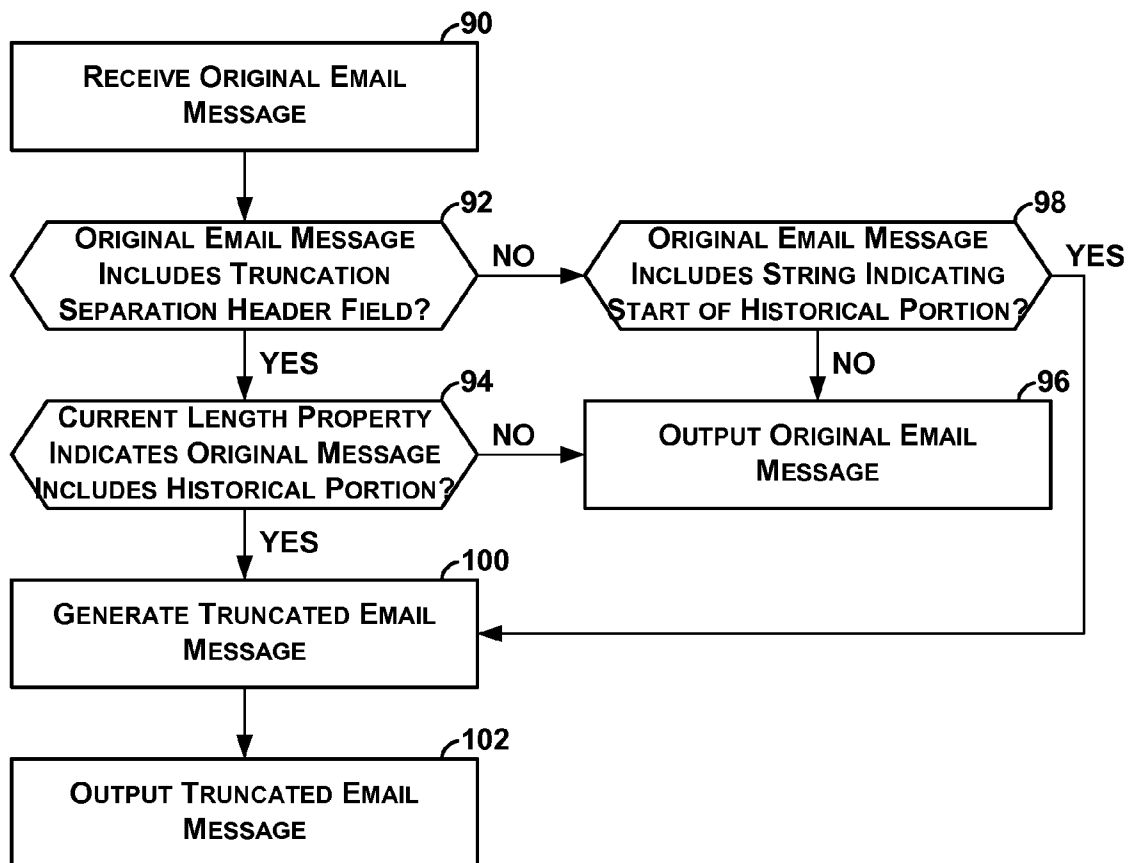 90
RECEIVE ORIGINAL EMAIL
MESSAGE
92
ORIGINAL EMAIL MESSAGE
INCLUDES TRUNCATION
SEPARATION HEADER FIELD?
NO
98
ORIGINAL EMAIL MESSAGE
INCLUDES STRING INDICATING
START OF HISTORICAL PORTION?
YES
YES
NO
94
CURRENT LENGTH PROPERTY
INDICATES ORIGINAL MESSAGE
INCLUDES HISTORICAL PORTION?
NO
96
OUTPUT ORIGINAL EMAIL
MESSAGE
YES
100
GENERATE TRUNCATED EMAIL
MESSAGE
102
OUTPUT TRUNCATED EMAIL
MESSAGE